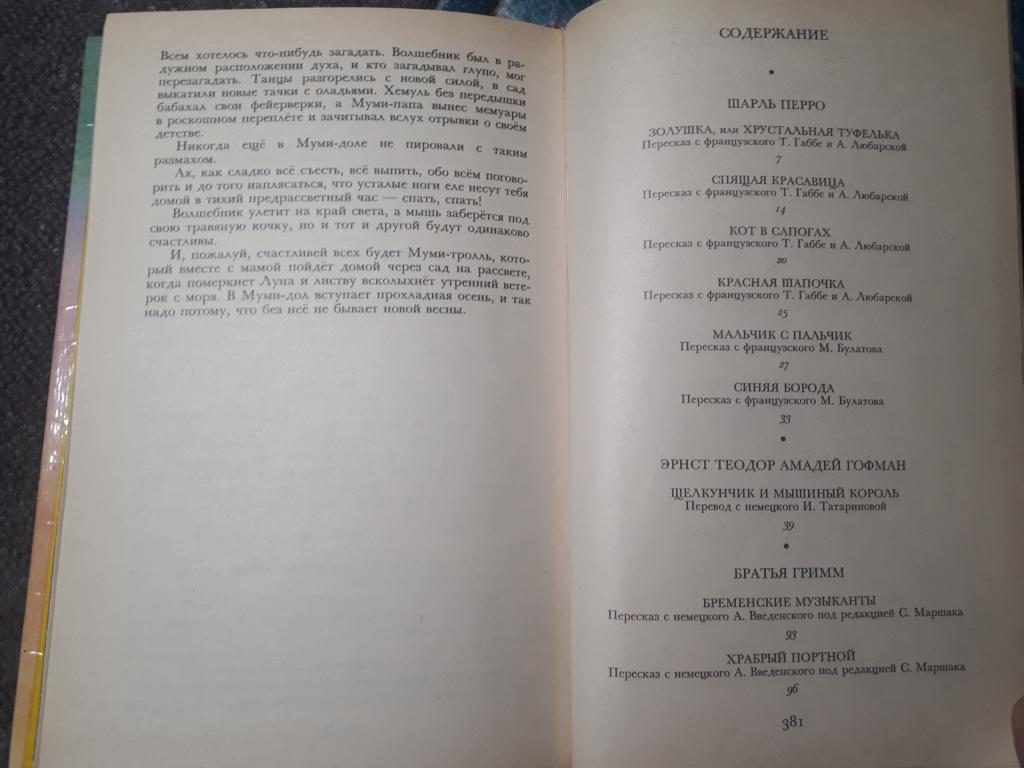 Всем хотелось что-нибудь загадать. Волшебник был в ра-
дужном расположении духа, и кто загадывал глупо, мог
перезагадать. Танцы разгорелись с новой силой, в сад
выкатили новые тачки с оладьями. Хемуль без передышки
бабахал свои фейерверки, а Муми-папа вынес мемуары
в роскошном переплёте и зачитывал вслух отрывки о своём
детстве.
Никогда ещё в Муми-доле не пировали с таким
размахом.
Ах, как сладко всё съесть, всё выпить, обо всём погово-
рить и до того наплясаться, что усталые ноги еле несут тебя
домой в тихий предрассветный час — спать, спать!
Волшебник улетит на край света, а мышь заберётся под
свою травяную кочку, но и тот и другой будут одинаково
счастливы.
И, пожалуй, счастливей всех будет Муми-тролль, кото-
рый вместе с мамой пойдёт домой через сад на рассвете,
когда померкнет Луна и листву всколыхнёт утренний вете-
рок с моря. В Муми-дол вступает прохладная осень, и так
надо потому, что без неё не бывает новой весны.
СОДЕРЖАНИЕ
•
ШАРЛЬ ПЕРРО
ЗОЛУШКА, или ХРУСТАЛЬНАЯ ТУФЕЛЬКА
Пересказ с французского Т. Габбе и А. Любарской
7
СПЯЩАЯ КРАСАВИЦА
Пересказ с французского Т. Габбе и А. Любарской
14
КОТ В САПОГАХ
Пересказ с французского Т. Габбе и А. Любарской
20
КРАСНАЯ ШАПОЧКА
Пересказ с французского Т. Габбе и А. Любарской
25
МАЛЬЧИК С ПАЛЬЧИК
Пересказ с французского М. Булатова
27
СИНЯЯ БОРОДА
Пересказ с французского М. Булатова
33
•
ЭРНСТ ТЕОДОР АМАДЕЙ ГОФМАН
ЩЕЛКУНЧИК И МЫШИНЫЙ КОРОЛЬ
Перевод с немецкого И. Татариновой
39
•
БРАТЬЯ ГРИММ
БРЕМЕНСКИЕ МУЗЫКАНТЫ
Пересказ с немецкого А. Введенского под редакцией С. Маршака
93
ХРАБРЫЙ ПОРТНОЙ
Пересказ с немецкого А. Введенского под редакцией С. Маршака
96
381